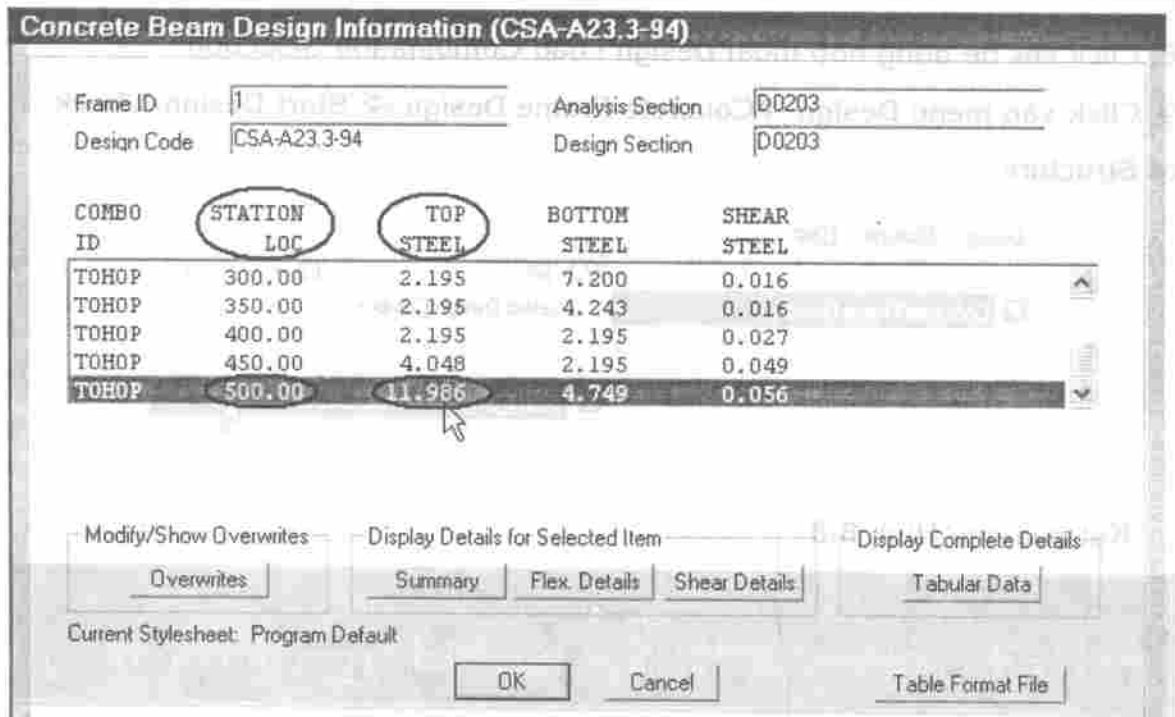 Concrete Beam Design Information (CSA-A23.3-94)
Frame ID 1 Analysis Section D0203
Design Code CSA-A23.3-94 Design Section D0203
COMBO STATION TOP BOTTOM SHEAR
ID LOC STEEL STEEL STEEL
TOHOP 300.00 2.195 7.200 0.016
TOHOP 350.00 2.195 4.243 0.016
TOHOP 400.00 2.195 2.195 0.027
TOHOP 450.00 4.048 2.195 0.049
TOHOP 500.00 11.986 4.749 0.056
Modify/Show Overwrites Display Details for Selected Item Display Complete Details
Overwrites Summary Flex. Details Shear Details Tabular Data
Current Stylesheet: Program Default
OK Cancel Table Format File